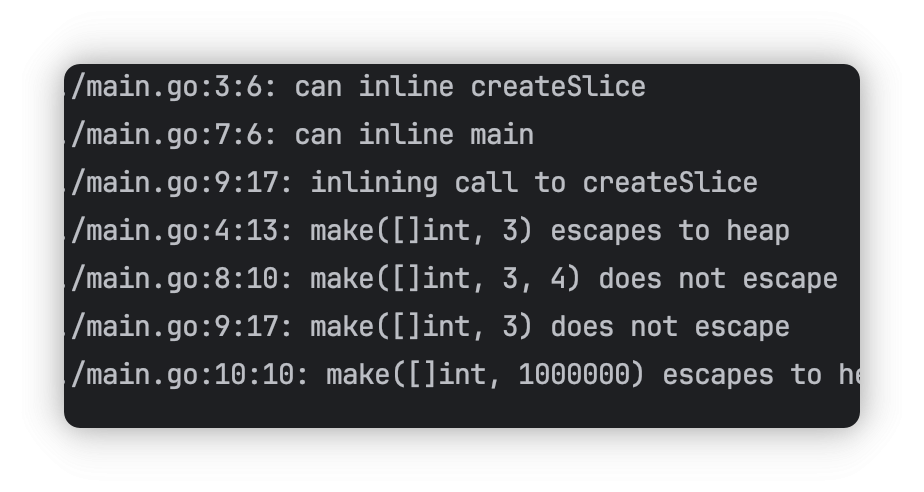 ./main.go:3:6: can inline createSlice
./main.go:7:6: can inline main
./main.go:9:17: inlining call to createSlice
./main.go:4:13: make([]int, 3) escapes to heap
./main.go:8:10: make([]int, 3, 4) does not escape
./main.go:9:17: make([]int, 3) does not escape
./main.go:10:10: make([]int, 1000000) escapes to he